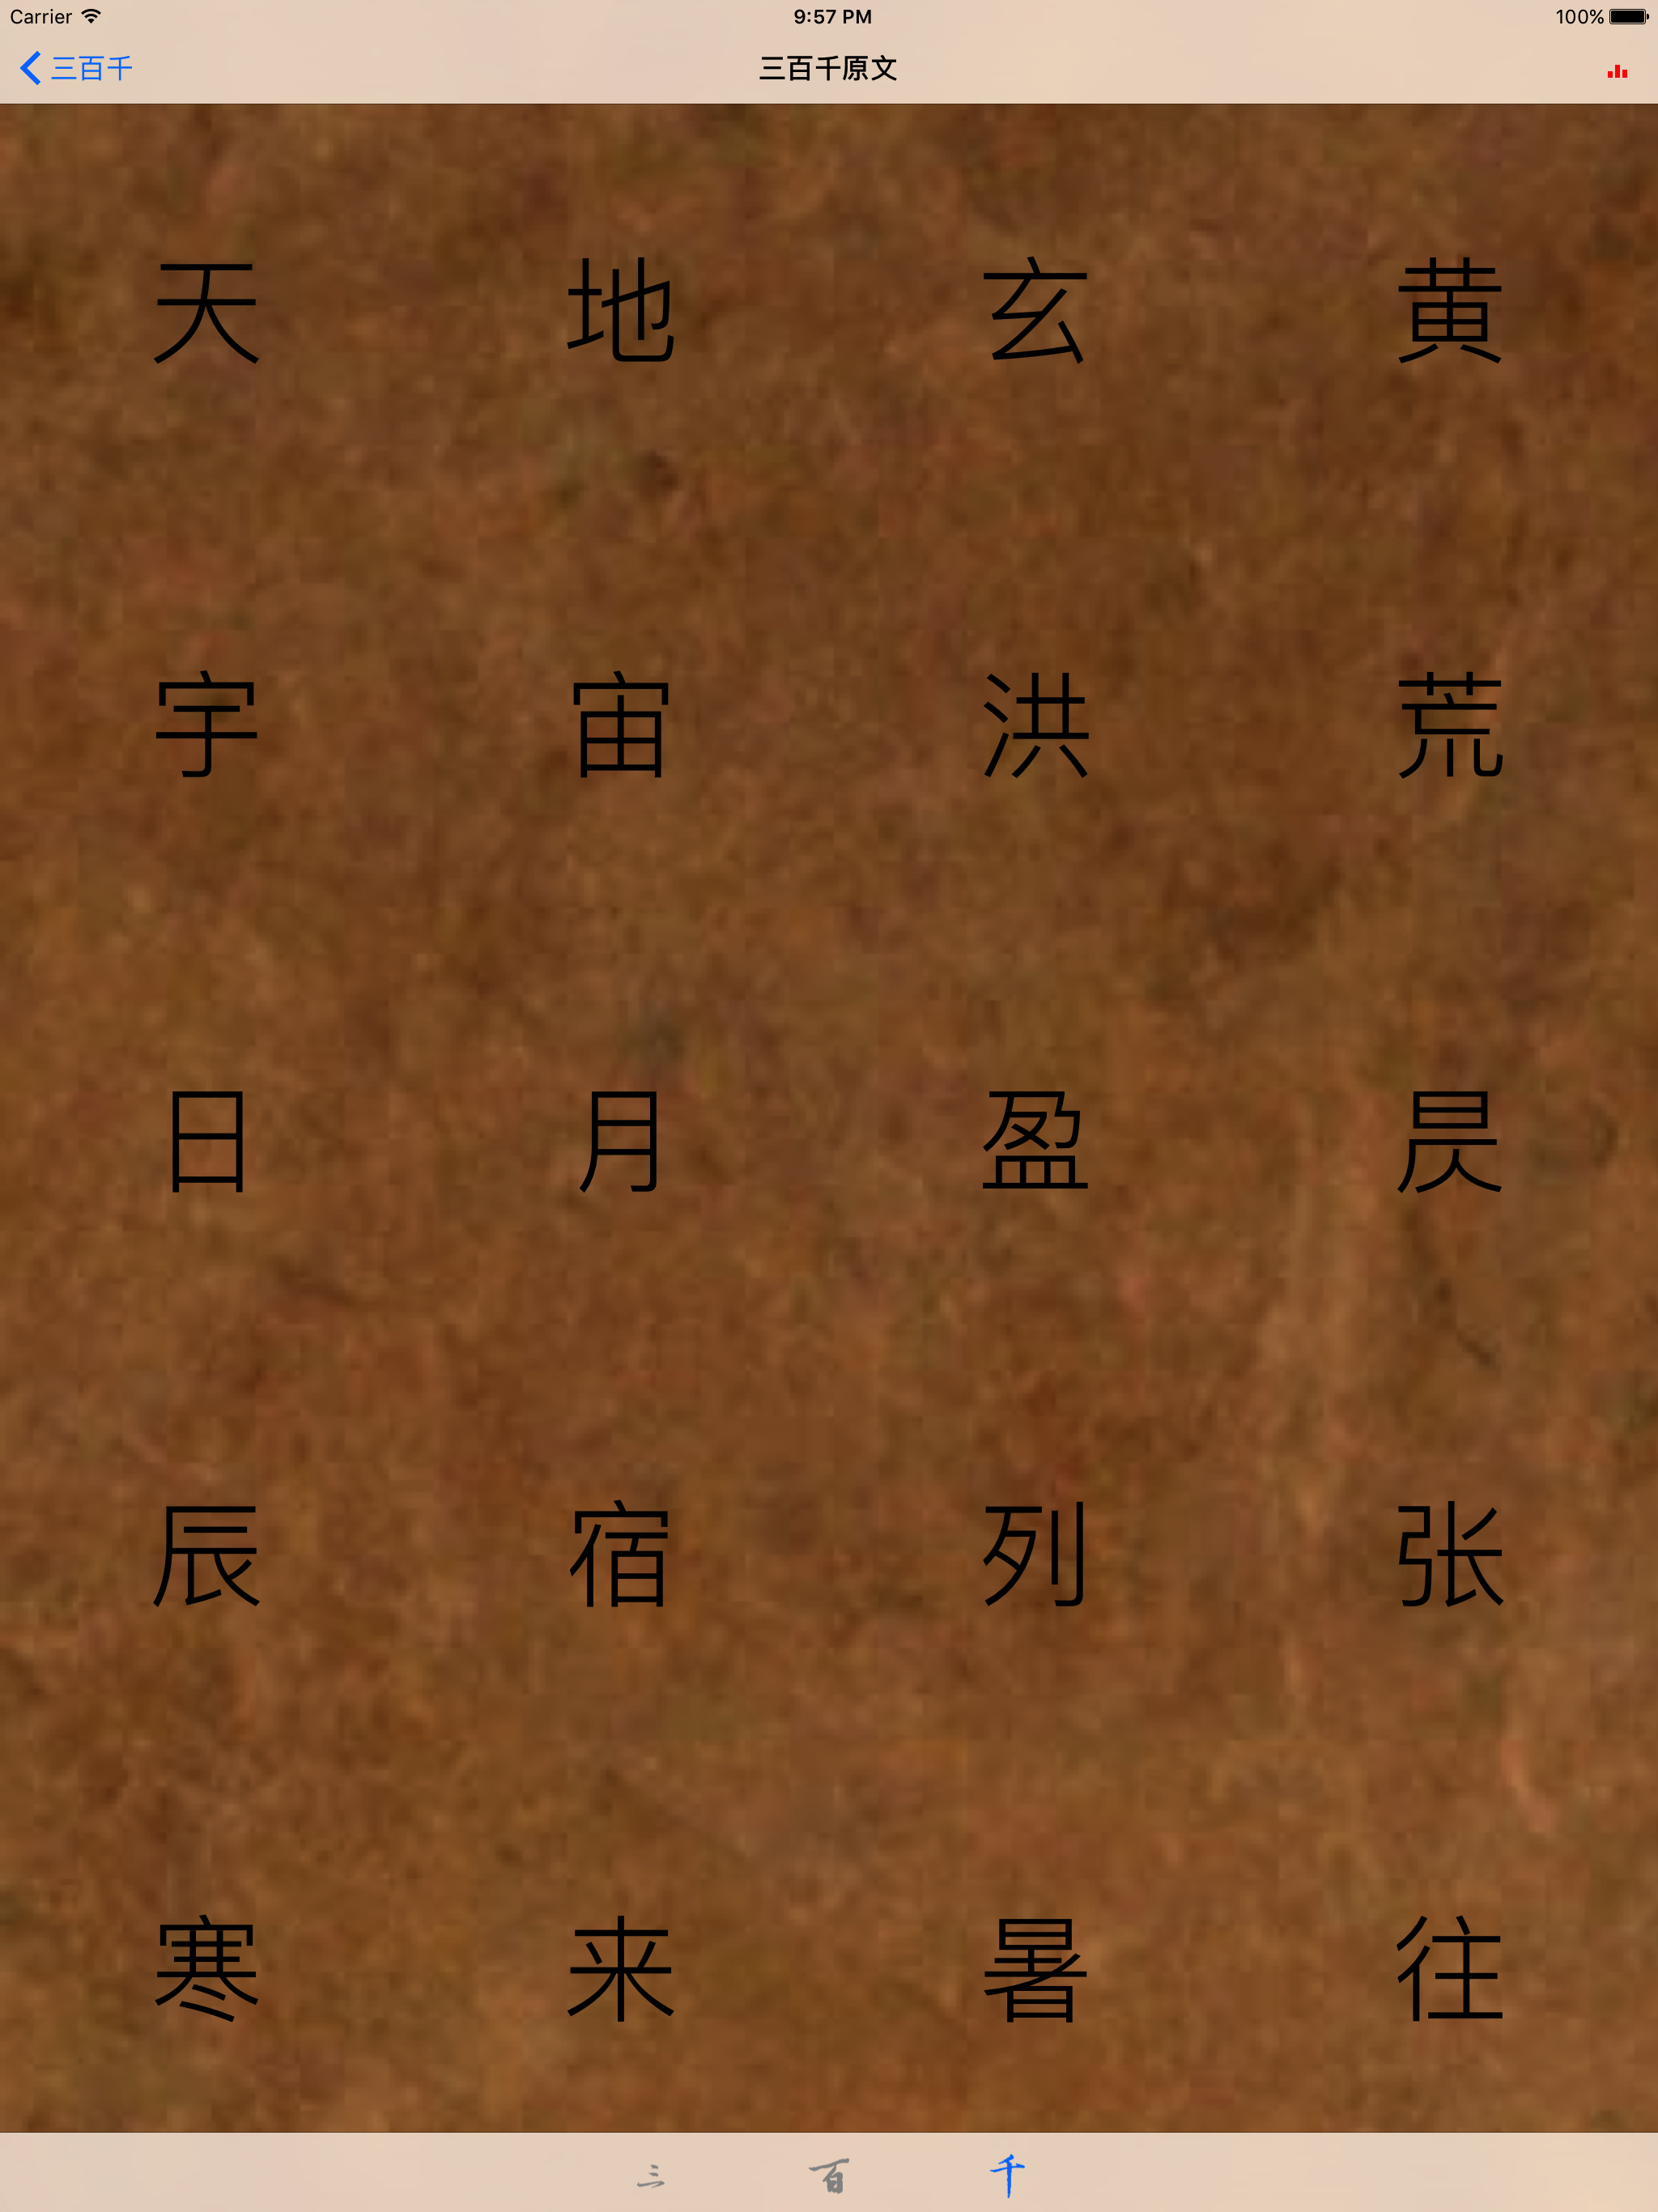 Carrier 9:57 PM 100%
三百千 三百千原文
天 地 玄 黄
宇 宙 洪 荒
日 月 盈 昃
辰 宿 列 张
寒 来 暑 往
三 百 千